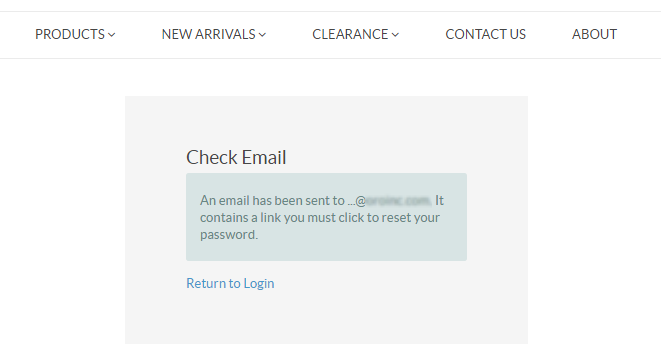 PRODUCTS NEW ARRIVALS CLEARANCE CONTACT US ABOUT
Check Email
An email has been sent to ...@ It
contains a link you must click to reset your
password.
Return to Login